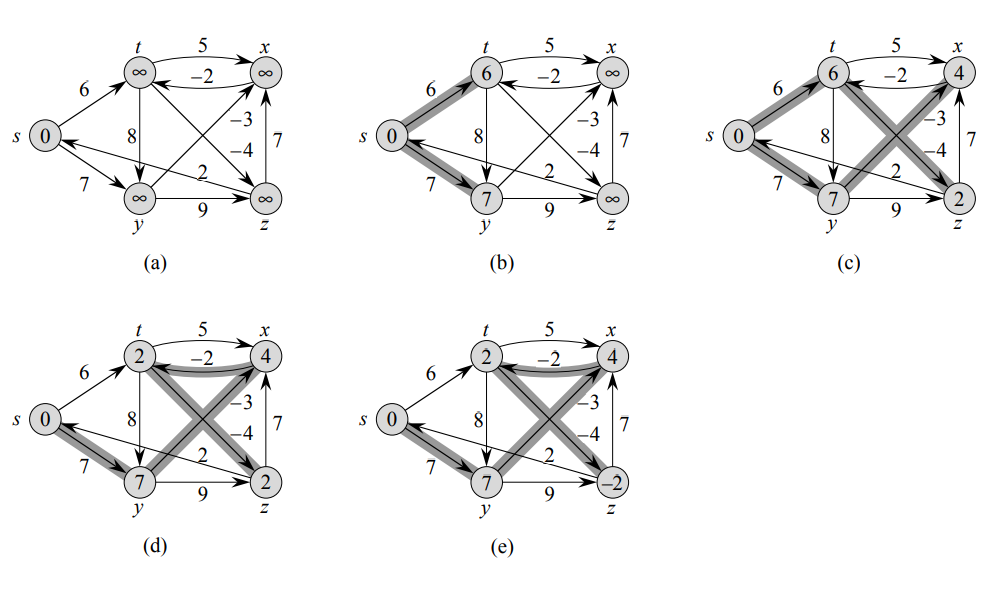 t 5 x t 5 x t 5 x
6 ∞ –2 ∞ 6 6 –2 ∞ 6 6 –2 4
s 0 8 –3 –4 7 s 0 8 –3 –4 7 s 0 8 –3 –4 7
7 2 7 2 7 2
∞ 9 ∞ 7 9 ∞ 7 9 2
y z y z y z
(a) (b) (c)
t 5 x t 5 x
6 2 –2 4 6 2 –2 4
s 0 8 –3 –4 7 s 0 8 –3 –4 7
7 2 7 2
7 9 2 7 9 –2
y z y z
(d) (e)